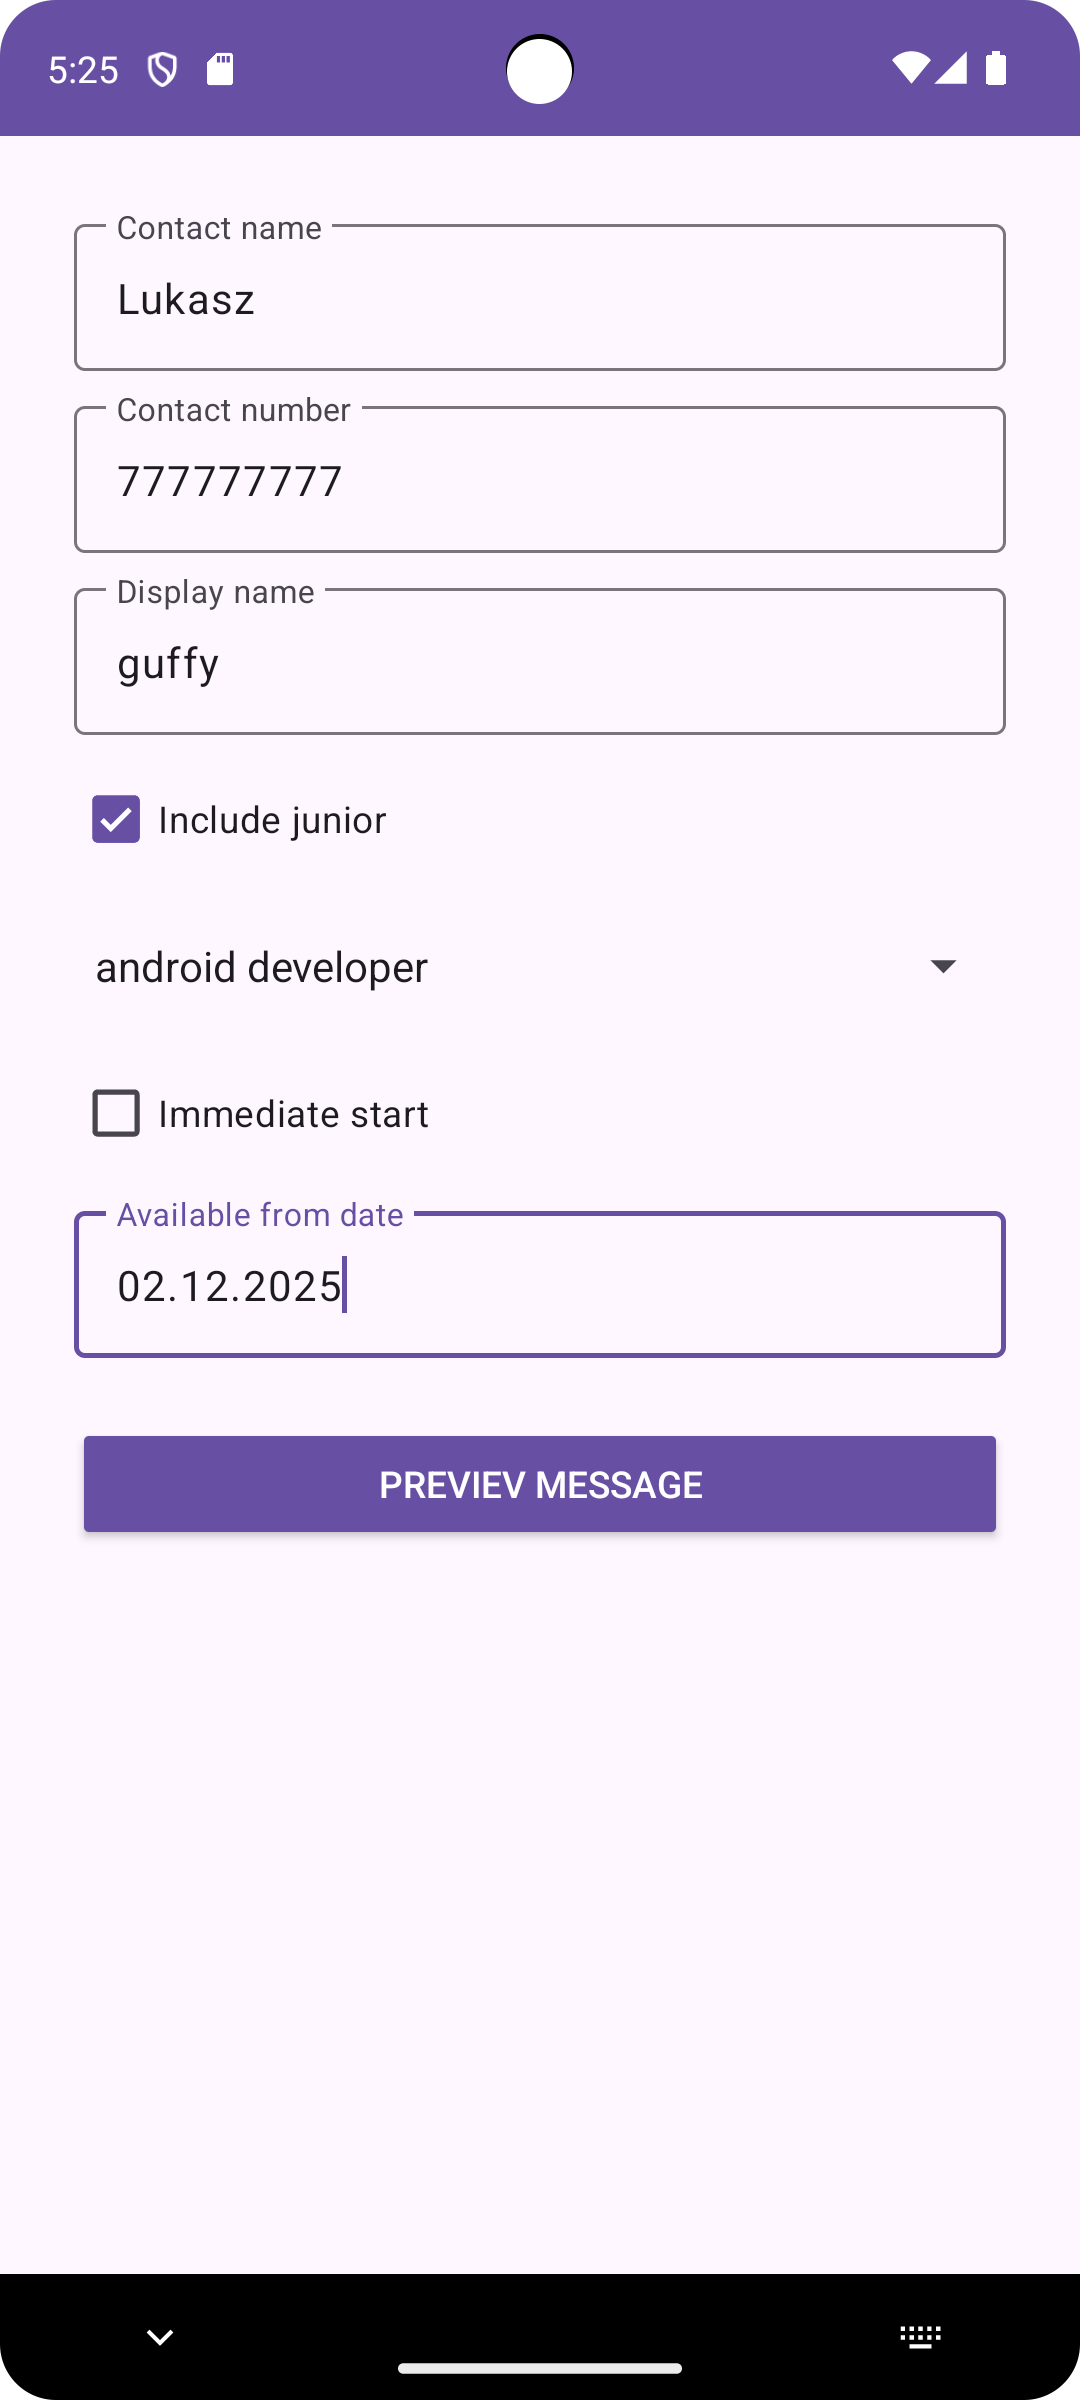 5:25
Contact name
Lukasz
Contact number
777777777
Display name
guffy
Include junior
android developer
Immediate start
Available from date
02.12.2025
PREVIEV MESSAGE